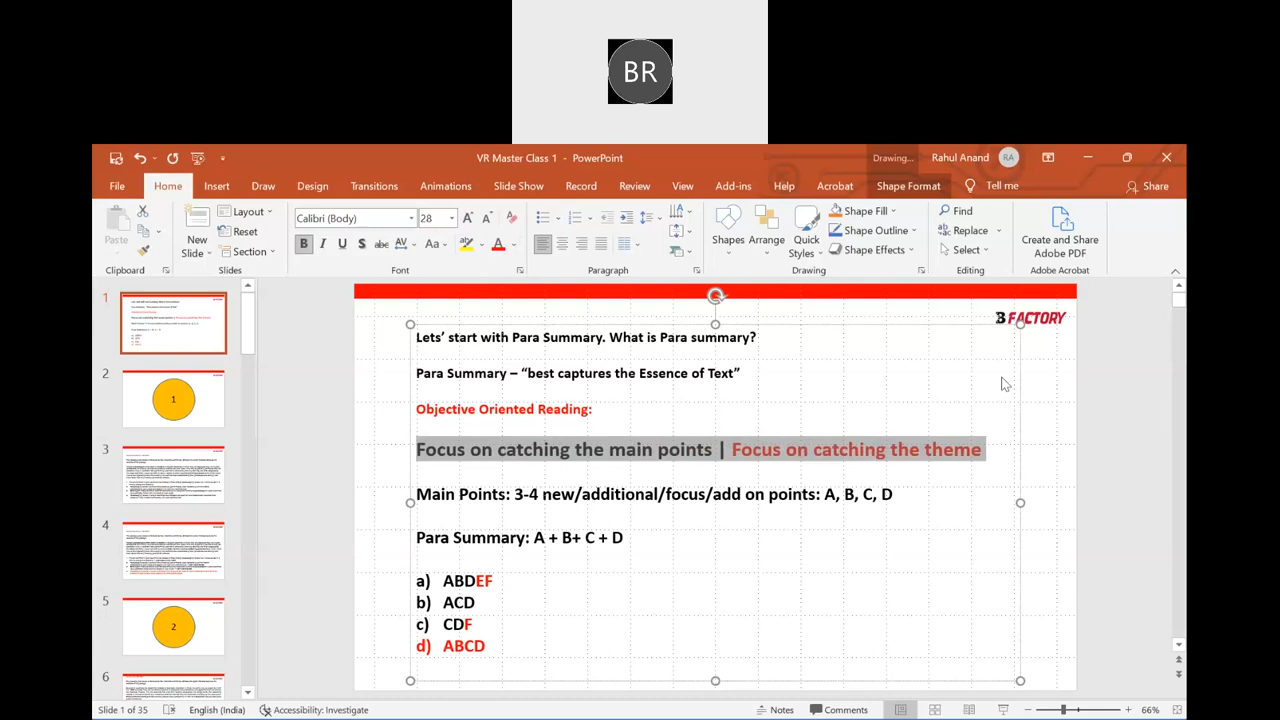 BR
VR Master Class 1 - PowerPoint
Drawing...
Rahul Anand
RA
File Home Insert Draw Design Transitions Animations Slide Show Record Review View Add-ins Help Acrobat Shape Format Tell me Share
Paste
Clipboard
New Slide
Layout
Reset
Section
Slides
Calibri (Body) 28
Font
Paragraph
Shapes
Arrange
Quick Styles
Shape Fill
Shape Outline
Shape Effects
Drawing
Find
Replace
Select
Editing
Create and Share Adobe PDF
Adobe Acrobat
1
2
1
3
4
5
2
6
3 FACTORY
Lets' start with Para Summary. What is Para summary?
Para Summary – “best captures the Essence of Text”
Objective Oriented Reading:
Focus on catching the main points | Focus on catching the theme
Main Points: 3-4 new/additional/focus/add on points: A, B, C, D
Para Summary: A + B+ C + D
a) ABDEF
b) ACD
c) CDF
d) ABCD
Slide 1 of 35
English (India)
Accessibility: Investigate
Notes
Comments
66%